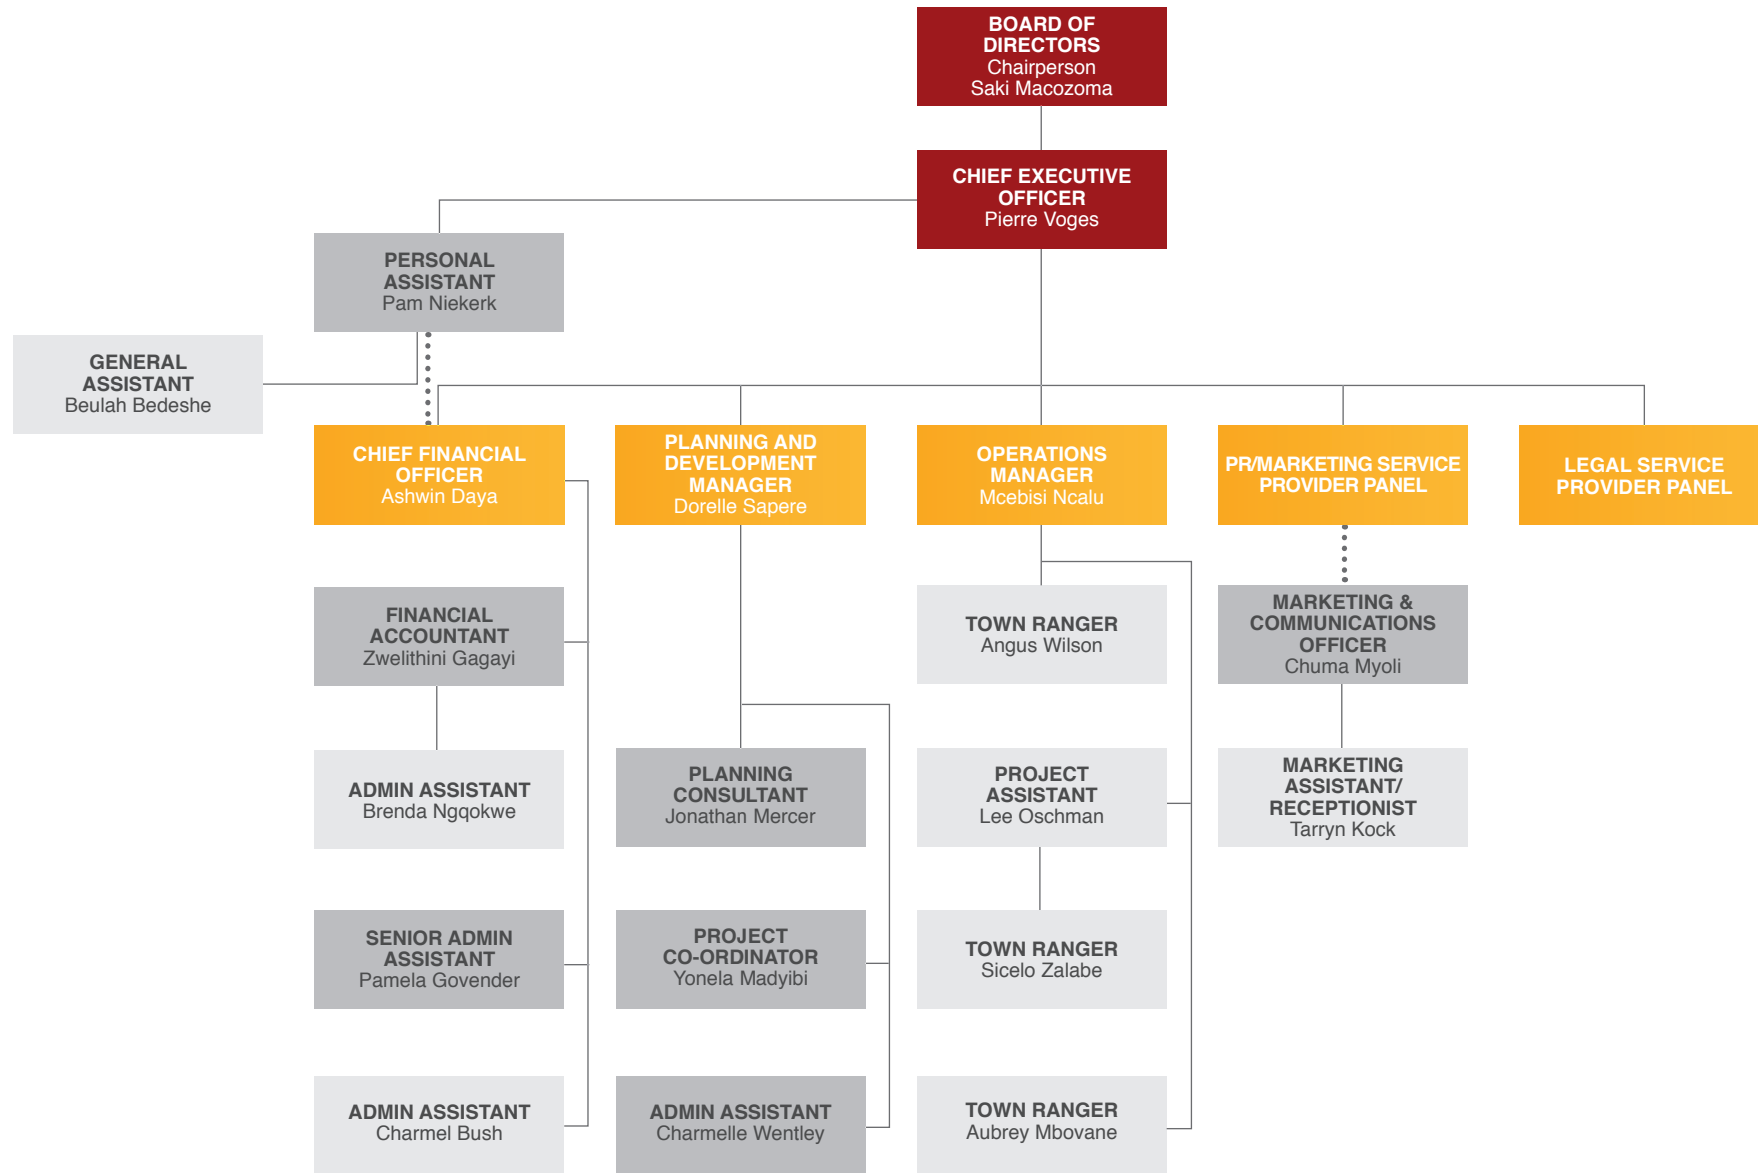 BOARD OF
DIRECTORS
Chairperson
Saki Macozoma
CHIEF EXECUTIVE
OFFICER
Pierre Voges
PERSONAL
ASSISTANT
Pam Niekerk
GENERAL
ASSISTANT
Beulah Bedeshe
CHIEF FINANCIAL
OFFICER
Ashwin Daya
PLANNING AND
DEVELOPMENT
MANAGER
Dorelle Sapere
OPERATIONS
MANAGER
Mcebisi Ncalu
PR/MARKETING SERVICE
PROVIDER PANEL
LEGAL SERVICE
PROVIDER PANEL
FINANCIAL
ACCOUNTANT
Zwelithini Gagayi
TOWN RANGER
Angus Wilson
MARKETING &
COMMUNICATIONS
OFFICER
Chuma Myoli
ADMIN ASSISTANT
Brenda Ngqokwe
PLANNING
CONSULTANT
Jonathan Mercer
PROJECT
ASSISTANT
Lee Oschman
MARKETING
ASSISTANT/
RECEPTIONIST
Tarryn Kock
SENIOR ADMIN
ASSISTANT
Pamela Govender
PROJECT
CO-ORDINATOR
Yonela Madyibi
TOWN RANGER
Sicelo Zalabe
ADMIN ASSISTANT
Charmel Bush
ADMIN ASSISTANT
Charmelle Wentley
TOWN RANGER
Aubrey Mbovane